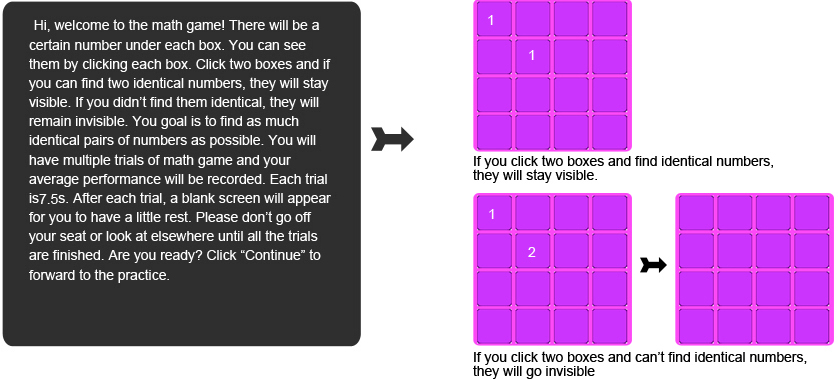 Hi, welcome to the math game! There will be a
certain number under each box. You can see
them by clicking each box. Click two boxes and if
you can find two identical numbers, they will stay
visible. If you didn't find them identical, they will
remain invisible. You goal is to find as much
identical pairs of numbers as possible. You will
have multiple trials of math game and your
average performance will be recorded. Each trial
is7.5s. After each trial, a blank screen will appear
for you to have a little rest. Please don't go off
your seat or look at elsewhere until all the trials
are finished. Are you ready? Click “Continue” to
forward to the practice.
1
1
If you click two boxes and find identical numbers,
they will stay visible.
1
2
If you click two boxes and can't find identical numbers,
they will go invisible